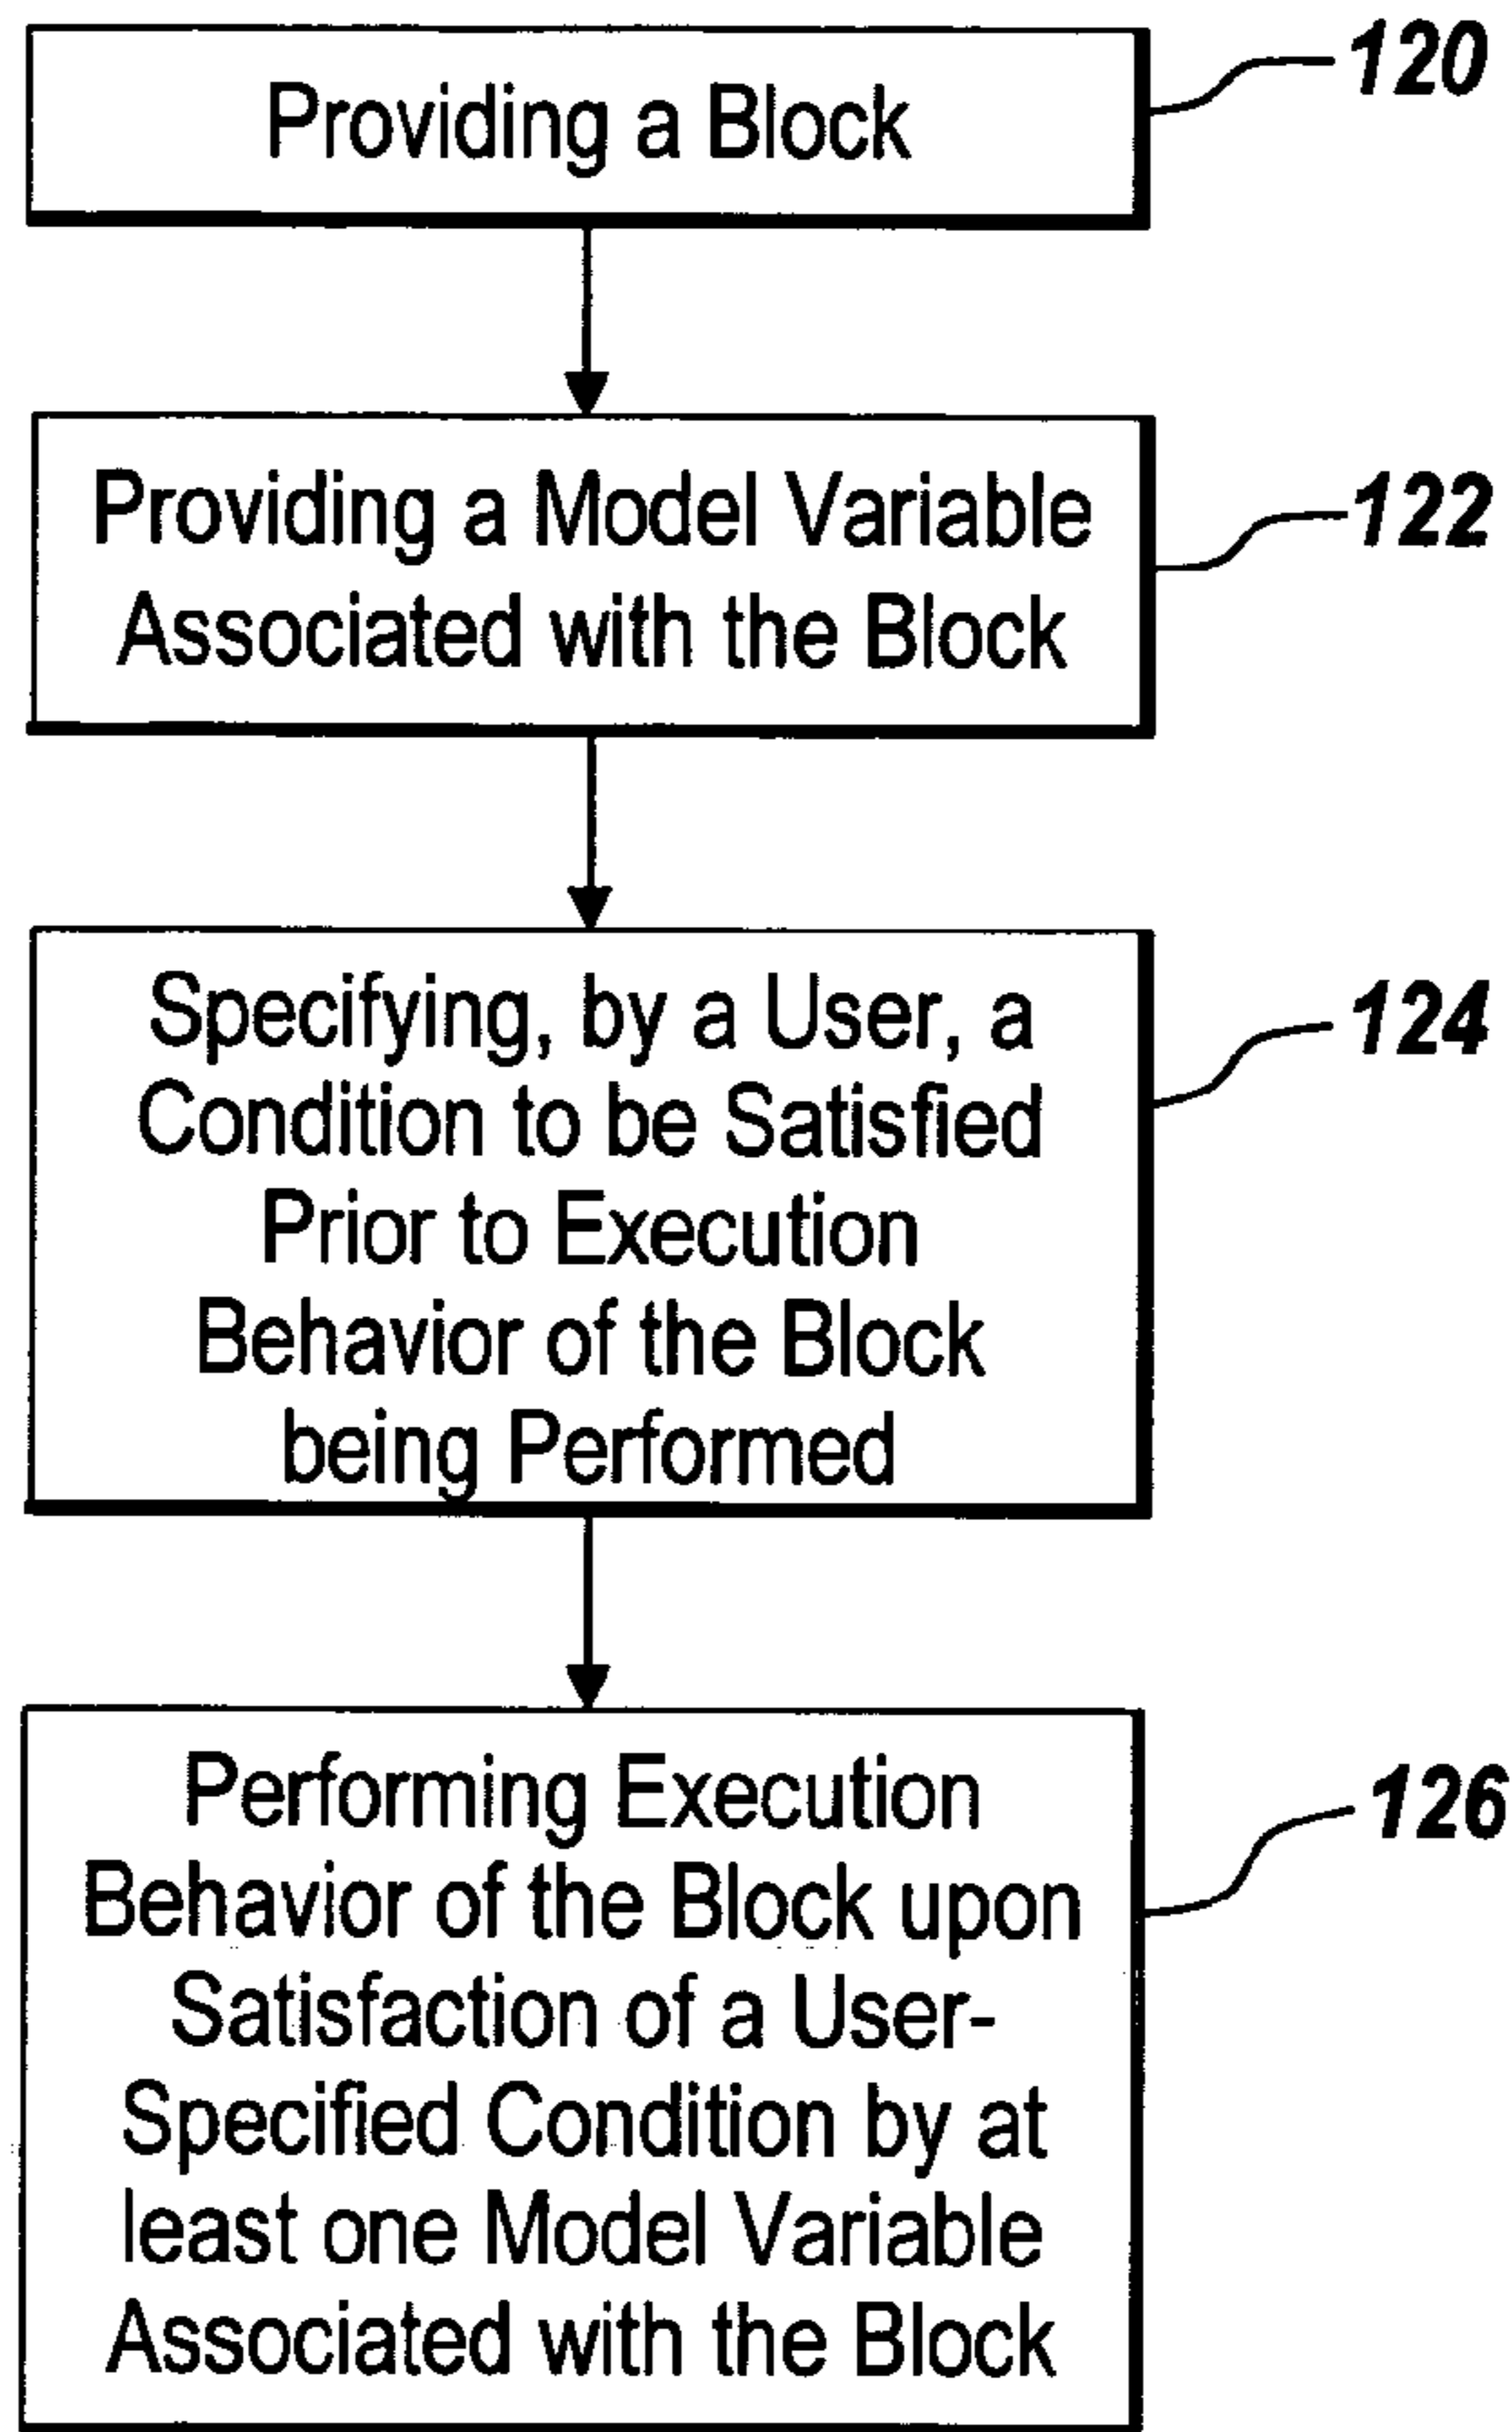 Providing a Block
120
Providing a Model Variable
Associated with the Block
122
Specifying, by a User, a
Condition to be Satisfied
Prior to Execution
Behavior of the Block
being Performed
124
Performing Execution
Behavior of the Block upon
Satisfaction of a User-
Specified Condition by at
least one Model Variable
Associated with the Block
126